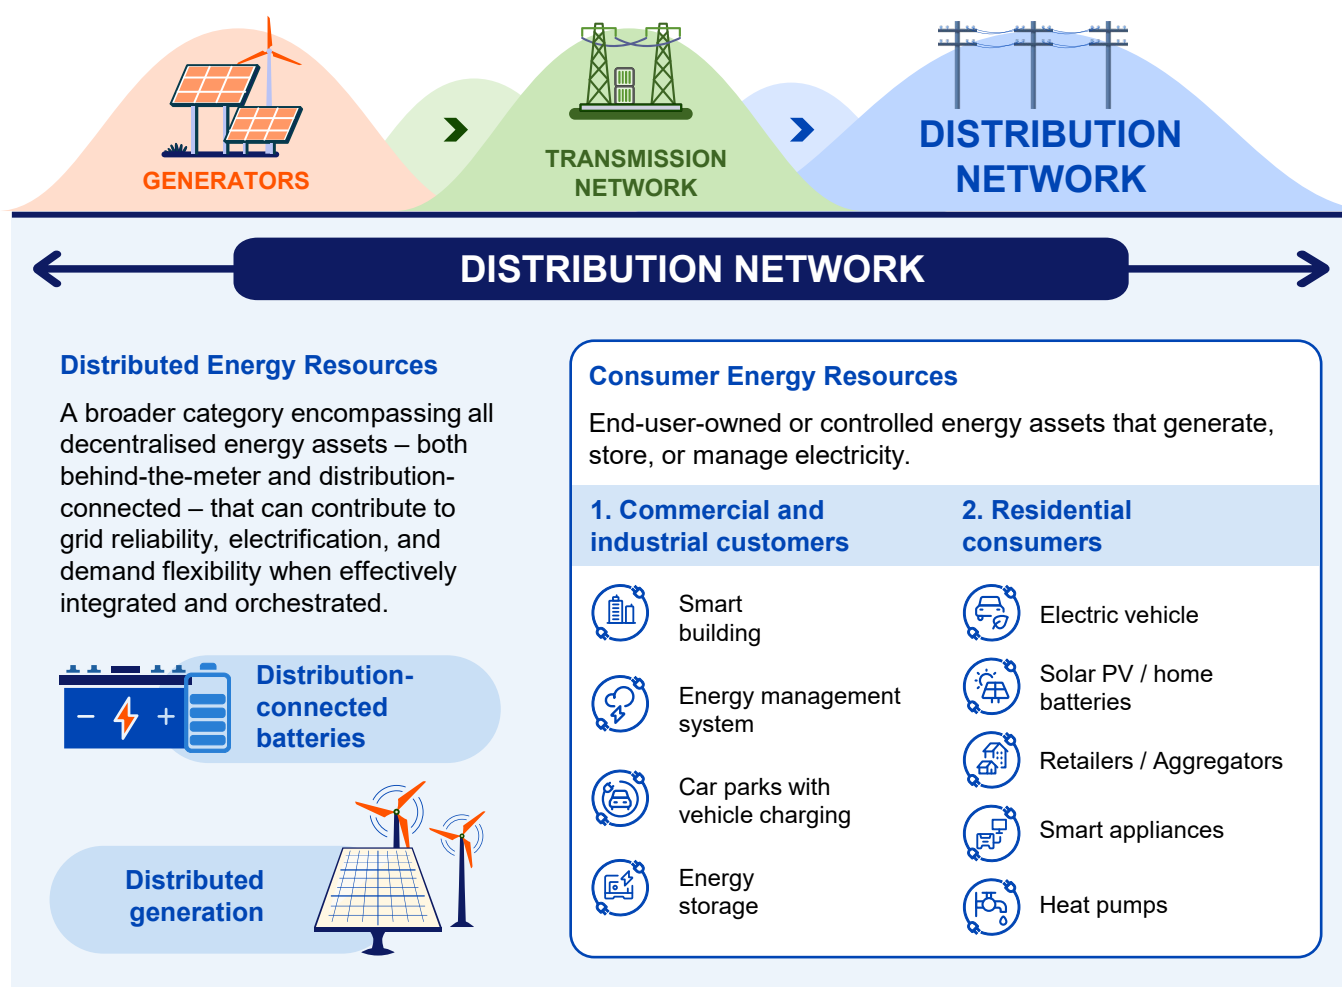 GENERATORS
TRANSMISSION
NETWORK
DISTRIBUTION
NETWORK
DISTRIBUTION NETWORK
Distributed Energy Resources
A broader category encompassing all
decentralised energy assets – both
behind-the-meter and distribution-
connected – that can contribute to
grid reliability, electrification, and
demand flexibility when effectively
integrated and orchestrated.
Distribution-
connected
batteries
Distributed
generation
Consumer Energy Resources
End-user-owned or controlled energy assets that generate,
store, or manage electricity.
1. Commercial and
industrial customers
Smart
building
Energy management
system
Car parks with
vehicle charging
Energy
storage
2. Residential
consumers
Electric vehicle
Solar PV / home
batteries
Retailers / Aggregators
Smart appliances
Heat pumps